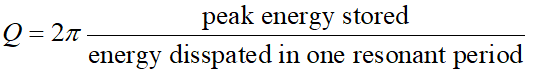 Q = 2π peak energy stored / energy disspated in one resonant period